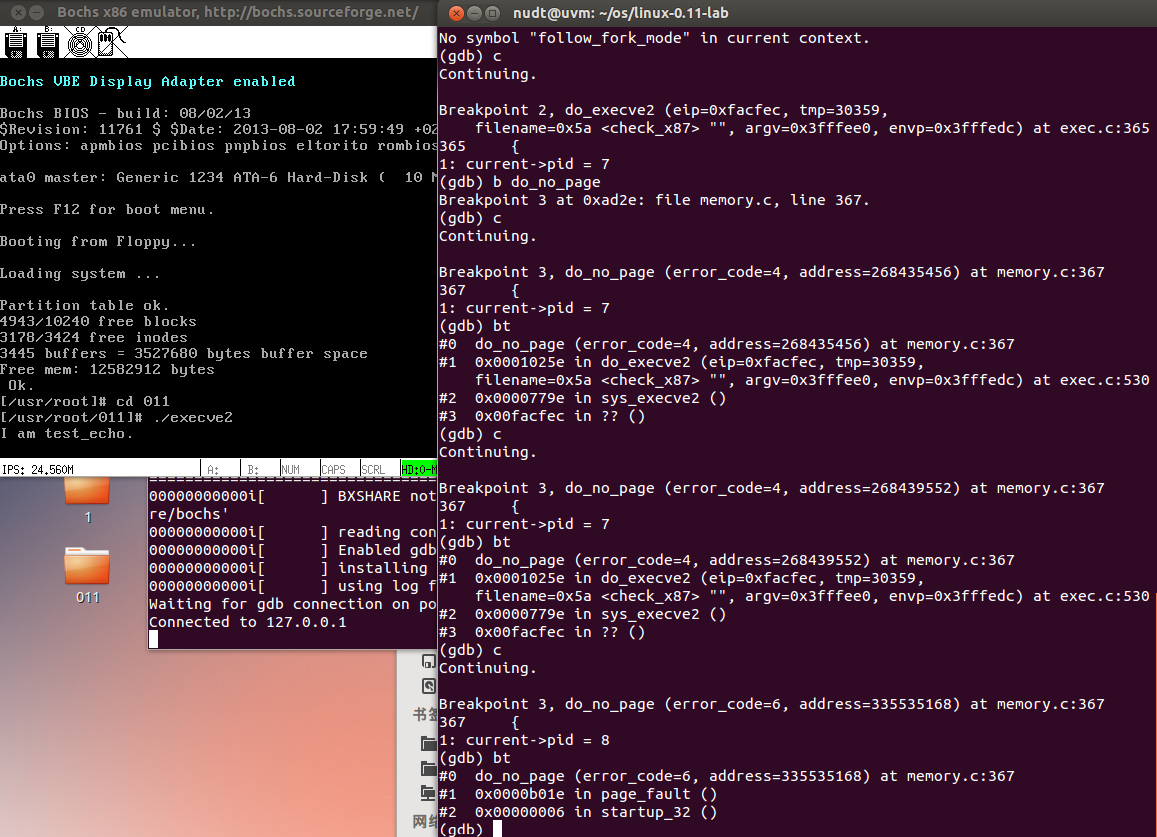 Bochs x86 emulator, http://bochs.sourceforge.net/
A:
B:
CD
Bochs VBE Display Adapter enabled
Bochs BIOS - build: 08/02/13
$Revision: 11761 $ $Date: 2013-08-02 17:59:49 +02
Options: apmbios pcibios pnpbios eltorito rombios
ata0 master: Generic 1234 ATA-6 Hard-Disk (  10 M
Press F12 for boot menu.
Booting from Floppy...
Loading system ...
Partition table ok.
4943/10240 free blocks
3178/3424 free inodes
3445 buffers = 3527680 bytes buffer space
Free mem: 12582912 bytes
 Ok.
[/usr/root]# cd 011
[/usr/root/011]# ./execve2
I am test_echo.
IPS: 24.560M A: B: NUM CAPS SCRL HD:0-M
1
011
========================================
00000000000i[      ] BXSHARE not
re/bochs'
00000000000i[      ] reading con
00000000000i[      ] Enabled gdb
00000000000i[      ] installing
00000000000i[      ] using log f
Waiting for gdb connection on po
Connected to 127.0.0.1
书签
网络
nudt@uvm: ~/os/linux-0.11-lab
No symbol "follow_fork_mode" in current context.
(gdb) c
Continuing.
Breakpoint 2, do_execve2 (eip=0xfacfec, tmp=30359,
    filename=0x5a <check_x87> "", argv=0x3fffee0, envp=0x3fffedc) at exec.c:365
365     {
1: current->pid = 7
(gdb) b do_no_page
Breakpoint 3 at 0xad2e: file memory.c, line 367.
(gdb) c
Continuing.
Breakpoint 3, do_no_page (error_code=4, address=268435456) at memory.c:367
367     {
1: current->pid = 7
(gdb) bt
#0  do_no_page (error_code=4, address=268435456) at memory.c:367
#1  0x0001025e in do_execve2 (eip=0xfacfec, tmp=30359,
    filename=0x5a <check_x87> "", argv=0x3fffee0, envp=0x3fffedc) at exec.c:530
#2  0x0000779e in sys_execve2 ()
#3  0x00facfec in ?? ()
(gdb) c
Continuing.
Breakpoint 3, do_no_page (error_code=4, address=268439552) at memory.c:367
367     {
1: current->pid = 7
(gdb) bt
#0  do_no_page (error_code=4, address=268439552) at memory.c:367
#1  0x0001025e in do_execve2 (eip=0xfacfec, tmp=30359,
    filename=0x5a <check_x87> "", argv=0x3fffee0, envp=0x3fffedc) at exec.c:530
#2  0x0000779e in sys_execve2 ()
#3  0x00facfec in ?? ()
(gdb) c
Continuing.
Breakpoint 3, do_no_page (error_code=6, address=335535168) at memory.c:367
367     {
1: current->pid = 8
(gdb) bt
#0  do_no_page (error_code=6, address=335535168) at memory.c:367
#1  0x0000b01e in page_fault ()
#2  0x00000006 in startup_32 ()
(gdb)